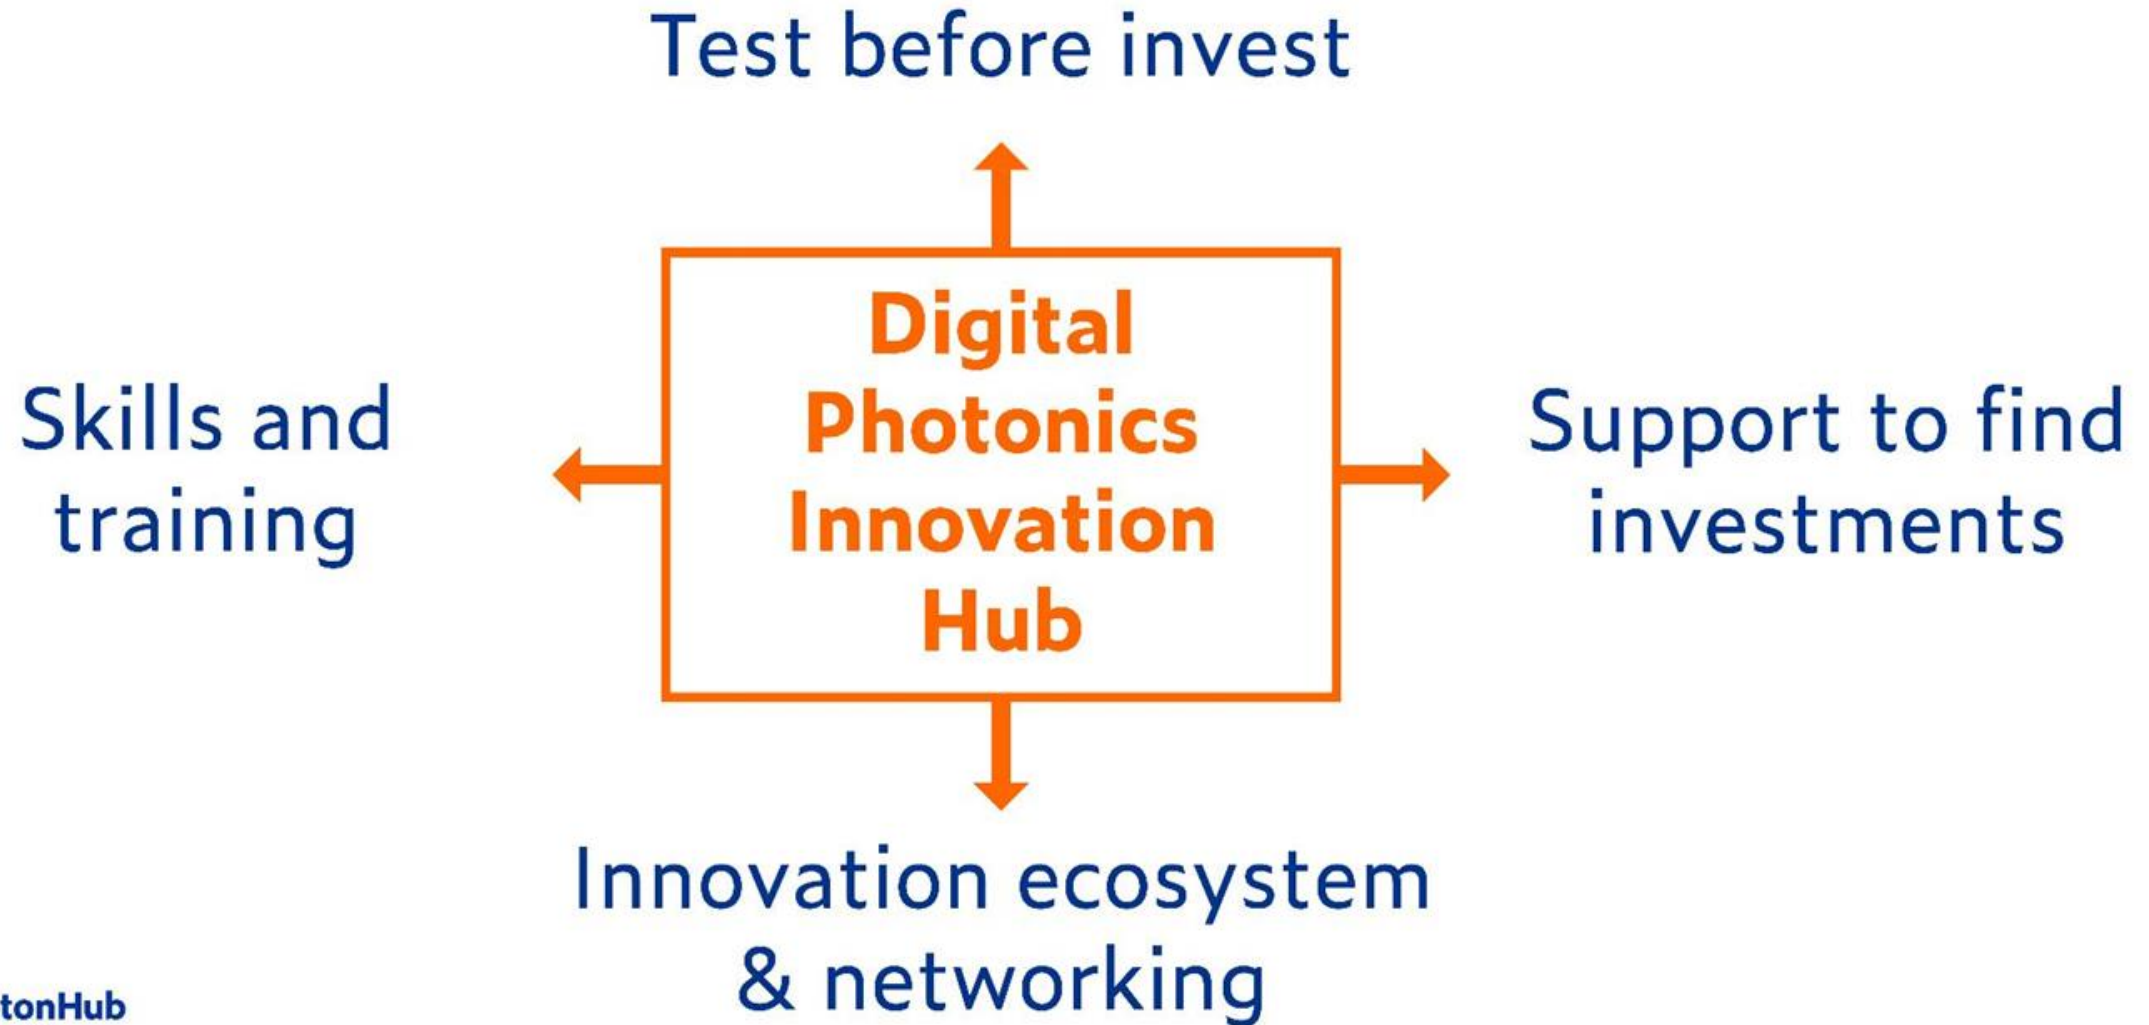 Test before invest
Digital
Photonics
Innovation
Hub
Skills and
training
Support to find
investments
Innovation ecosystem
& networking
tonHub